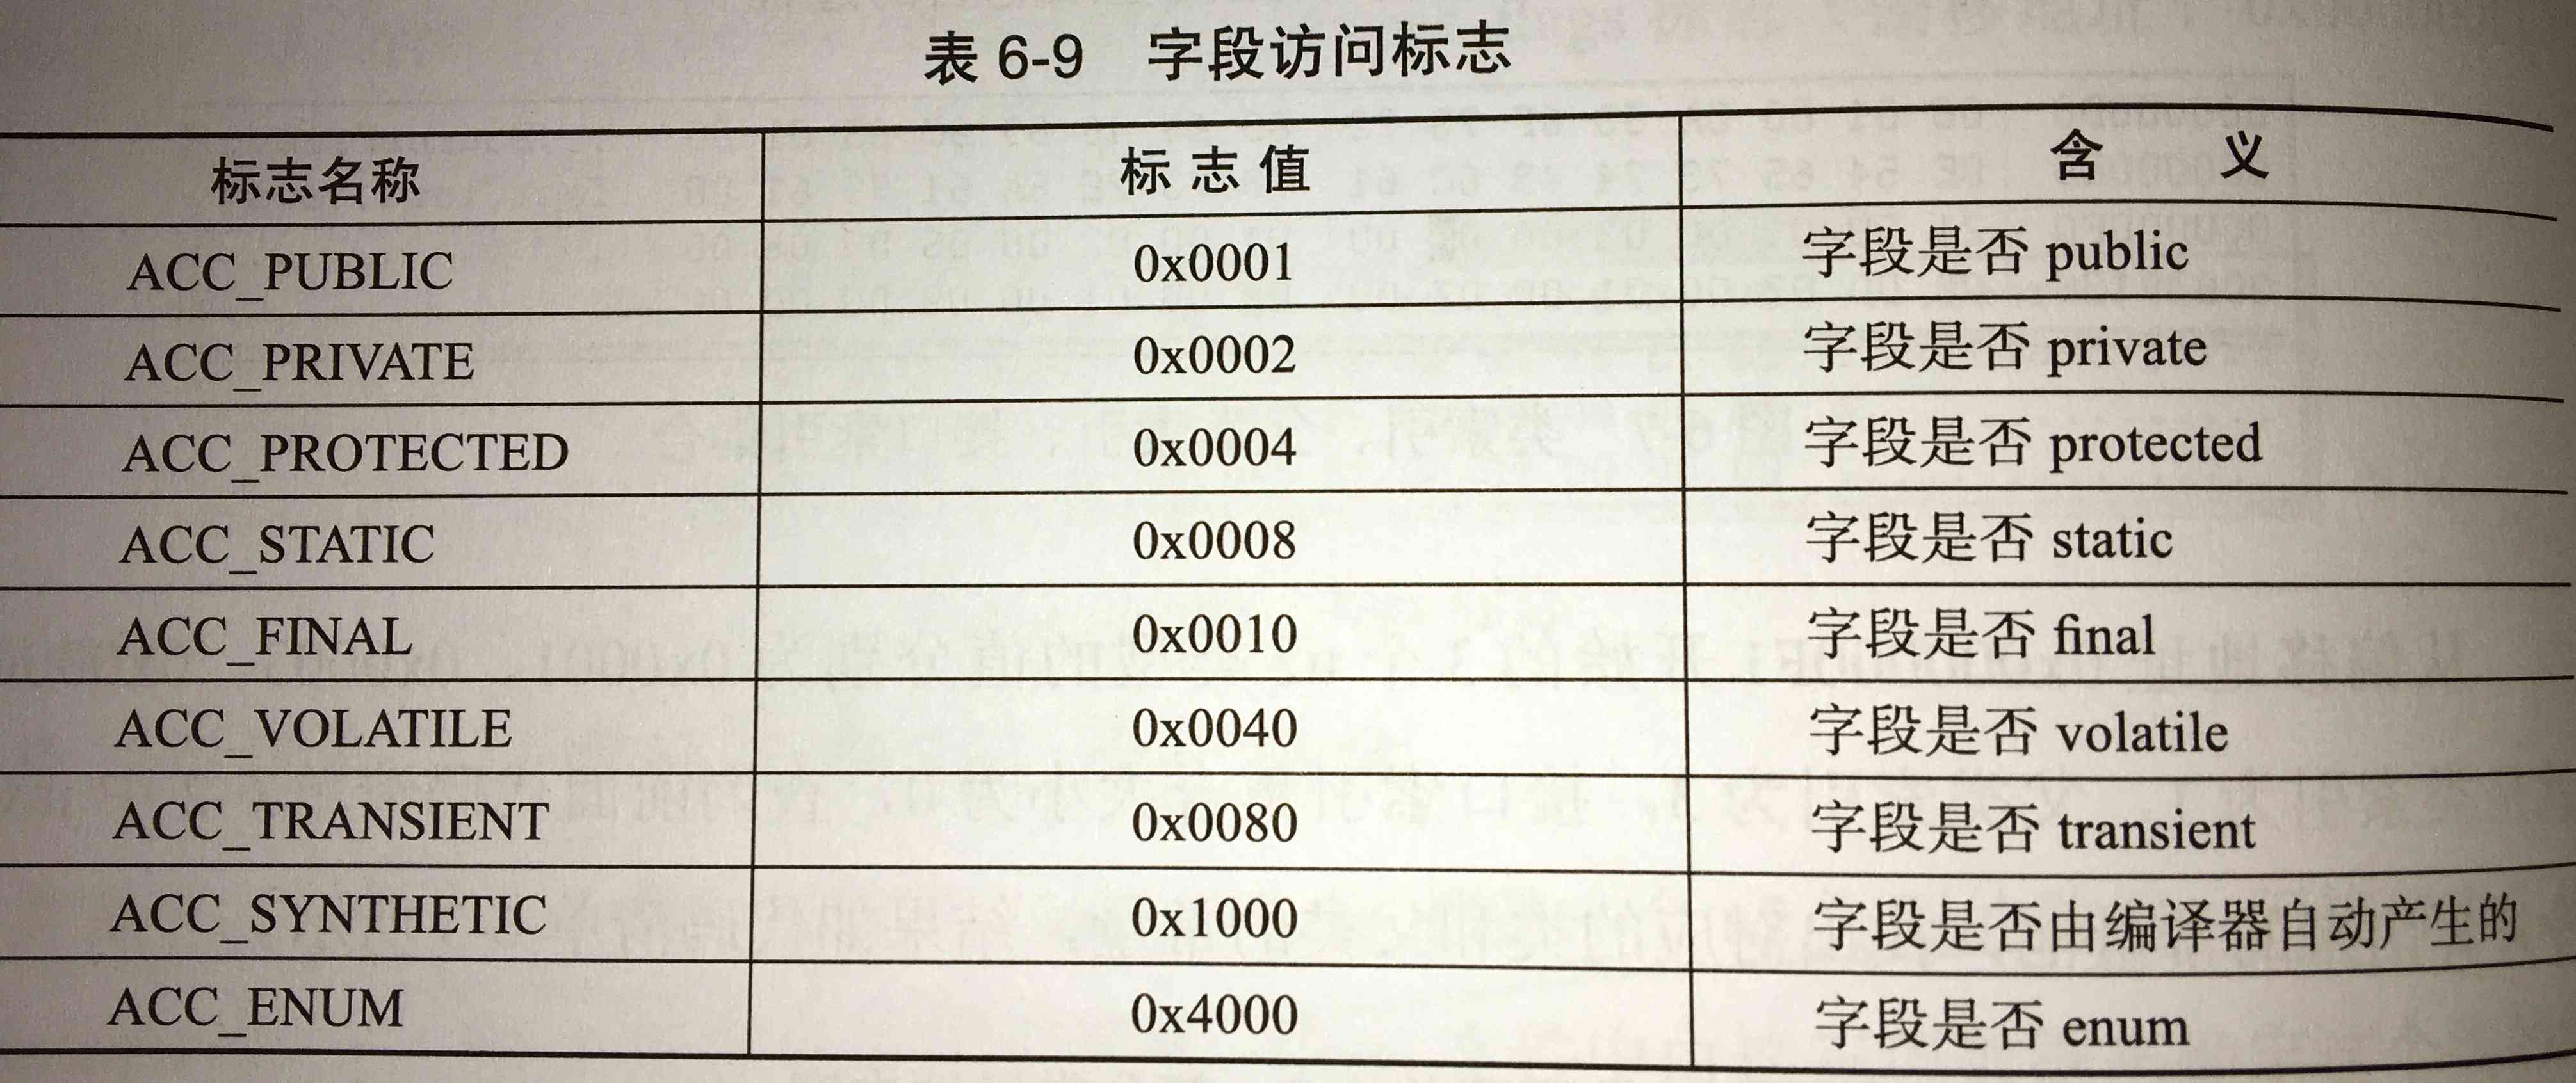 表 6-9 字段访问标志
标志名称 标 志 值 含 义
ACC_PUBLIC 0x0001 字段是否 public
ACC_PRIVATE 0x0002 字段是否 private
ACC_PROTECTED 0x0004 字段是否 protected
ACC_STATIC 0x0008 字段是否 static
ACC_FINAL 0x0010 字段是否 final
ACC_VOLATILE 0x0040 字段是否 volatile
ACC_TRANSIENT 0x0080 字段是否 transient
ACC_SYNTHETIC 0x1000 字段是否由编译器自动产生的
ACC_ENUM 0x4000 字段是否 enum